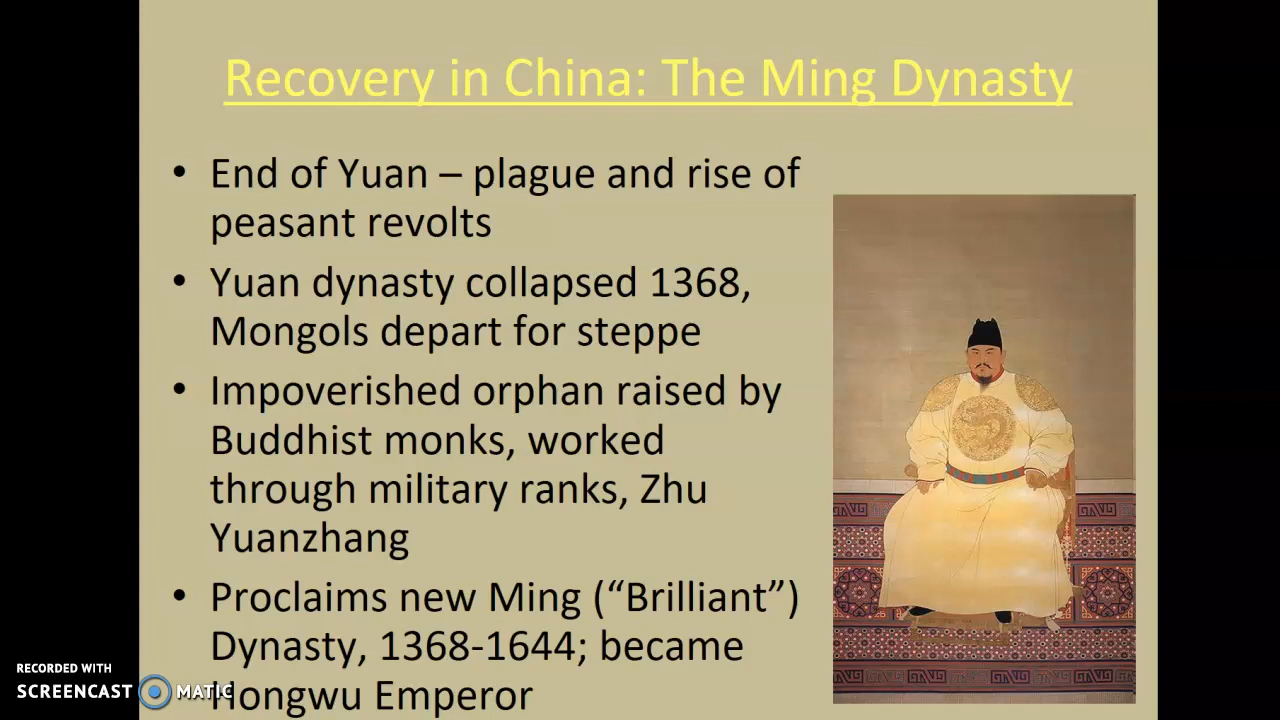 Recovery in China: The Ming Dynasty
• End of Yuan – plague and rise of
peasant revolts
• Yuan dynasty collapsed 1368,
Mongols depart for steppe
• Impoverished orphan raised by
Buddhist monks, worked
through military ranks, Zhu
Yuanzhang
• Proclaims new Ming (“Brilliant”)
Dynasty, 1368-1644; became
Hongwu Emperor
RECORDED WITH
SCREENCAST MATIC